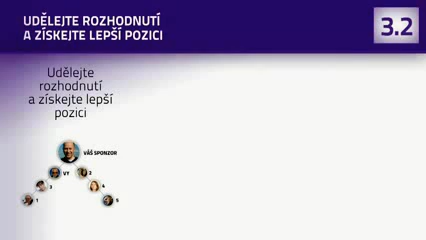 UDĚLEJTE ROZHODNUTÍ
A ZÍSKEJTE LEPŠÍ POZICI
3.2
Udělejte
rozhodnutí
a získejte lepší
pozici
VÁŠ SPONZOR
VY
2
3
4
1
5